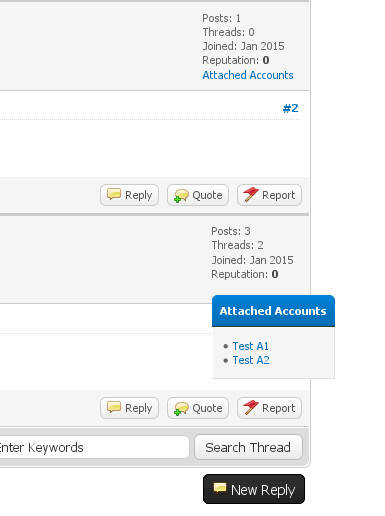 Posts: 1
Threads: 0
Joined: Jan 2015
Reputation: 0
Attached Accounts
#2
Reply Quote Report
Posts: 3
Threads: 2
Joined: Jan 2015
Reputation: 0
Attached Accounts
• Test A1
• Test A2
Reply Quote Report
Enter Keywords Search Thread
New Reply